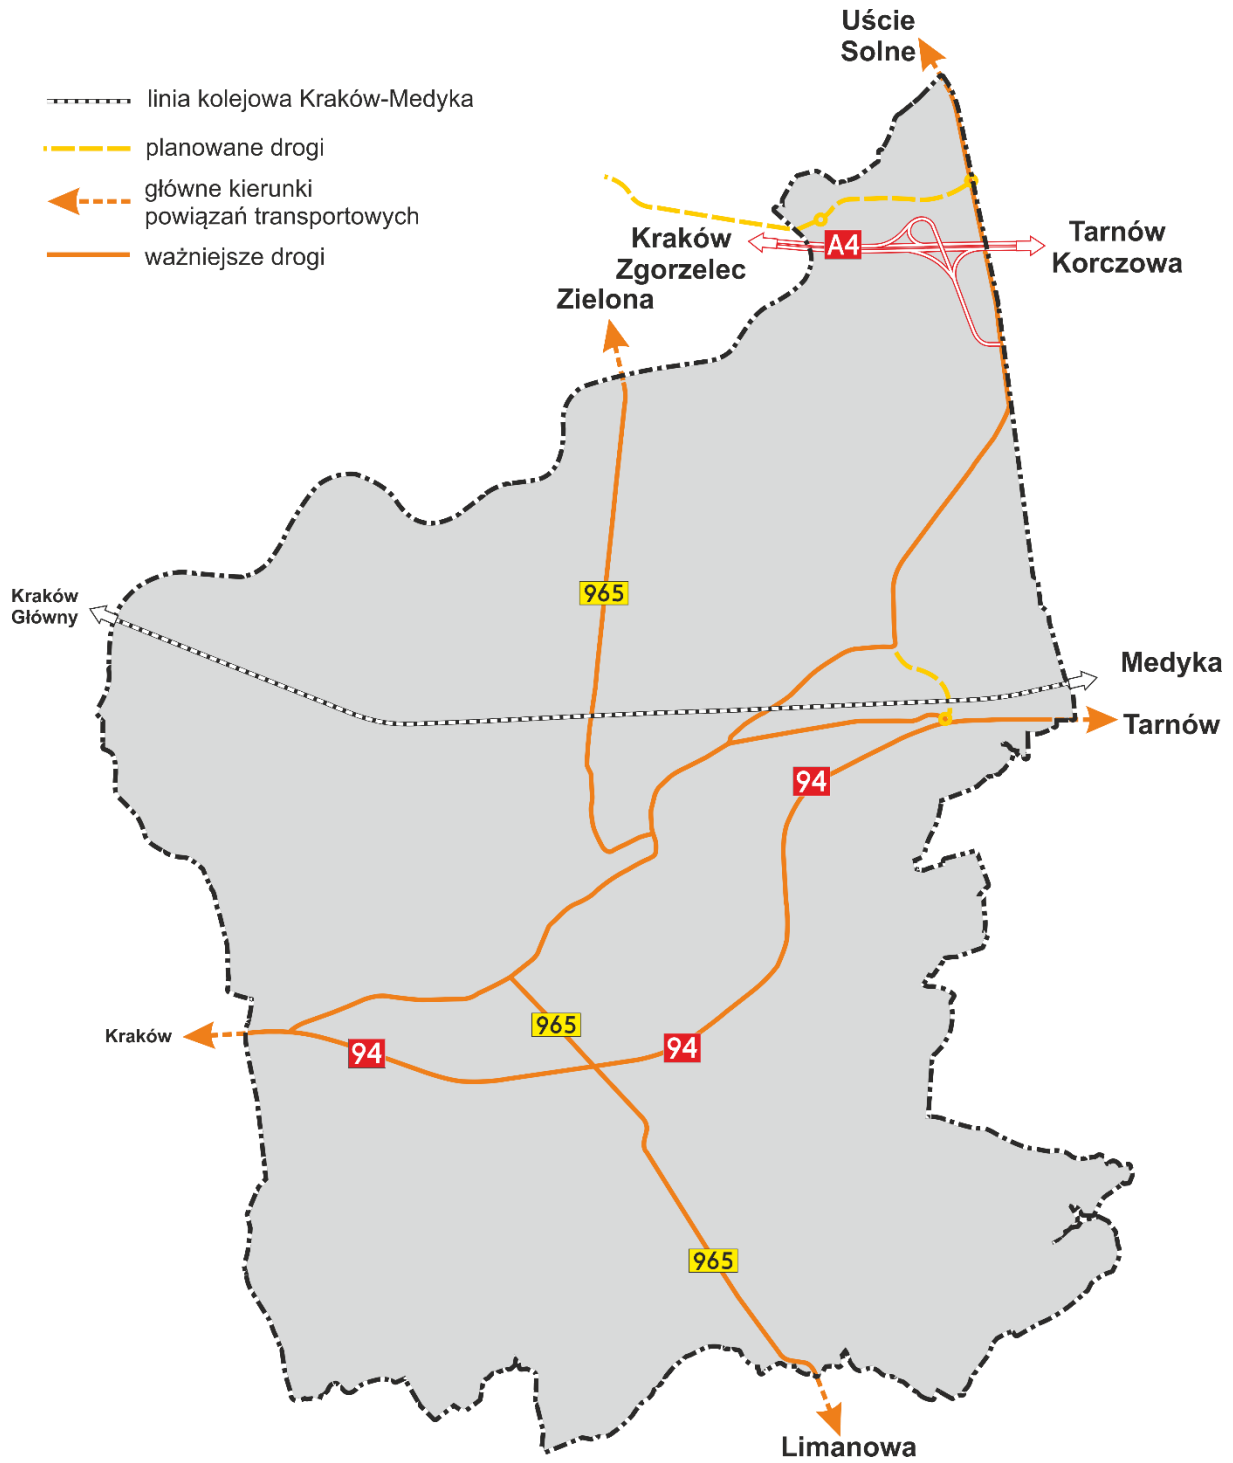 Uście
Solne
linia kolejowa Kraków-Medyka
planowane drogi
główne kierunki
powiązań transportowych
ważniejsze drogi
Kraków
Zgorzelec
A4
Tarnów
Korczowa
Zielona
965
Kraków
Główny
Medyka
Tarnów
94
965
Kraków
94
94
965
Limanowa